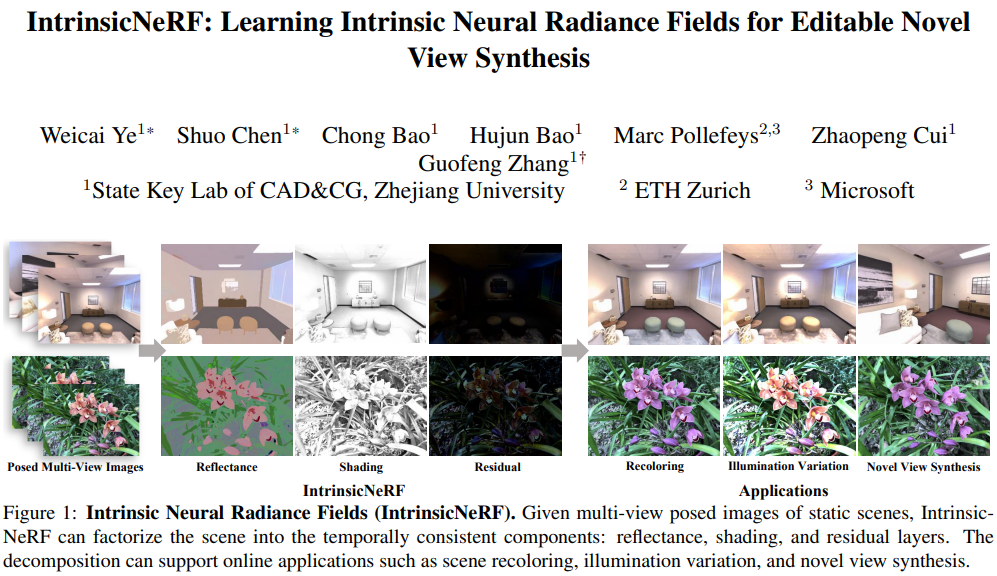 IntrinsicNeRF: Learning Intrinsic Neural Radiance Fields for Editable Novel
View Synthesis
Weicai Ye1* Shuo Chen1* Chong Bao1 Hujun Bao1 Marc Pollefeys2,3 Zhaopeng Cui1
Guofeng Zhang1†
1State Key Lab of CAD&CG, Zhejiang University 2 ETH Zurich 3 Microsoft
Posed Multi-View Images Reflectance Shading Residual Recoloring Illumination Variation Novel View Synthesis
IntrinsicNeRF Applications
Figure 1: Intrinsic Neural Radiance Fields (IntrinsicNeRF). Given multi-view posed images of static scenes, Intrinsic-
NeRF can factorize the scene into the temporally consistent components: reflectance, shading, and residual layers. The
decomposition can support online applications such as scene recoloring, illumination variation, and novel view synthesis.